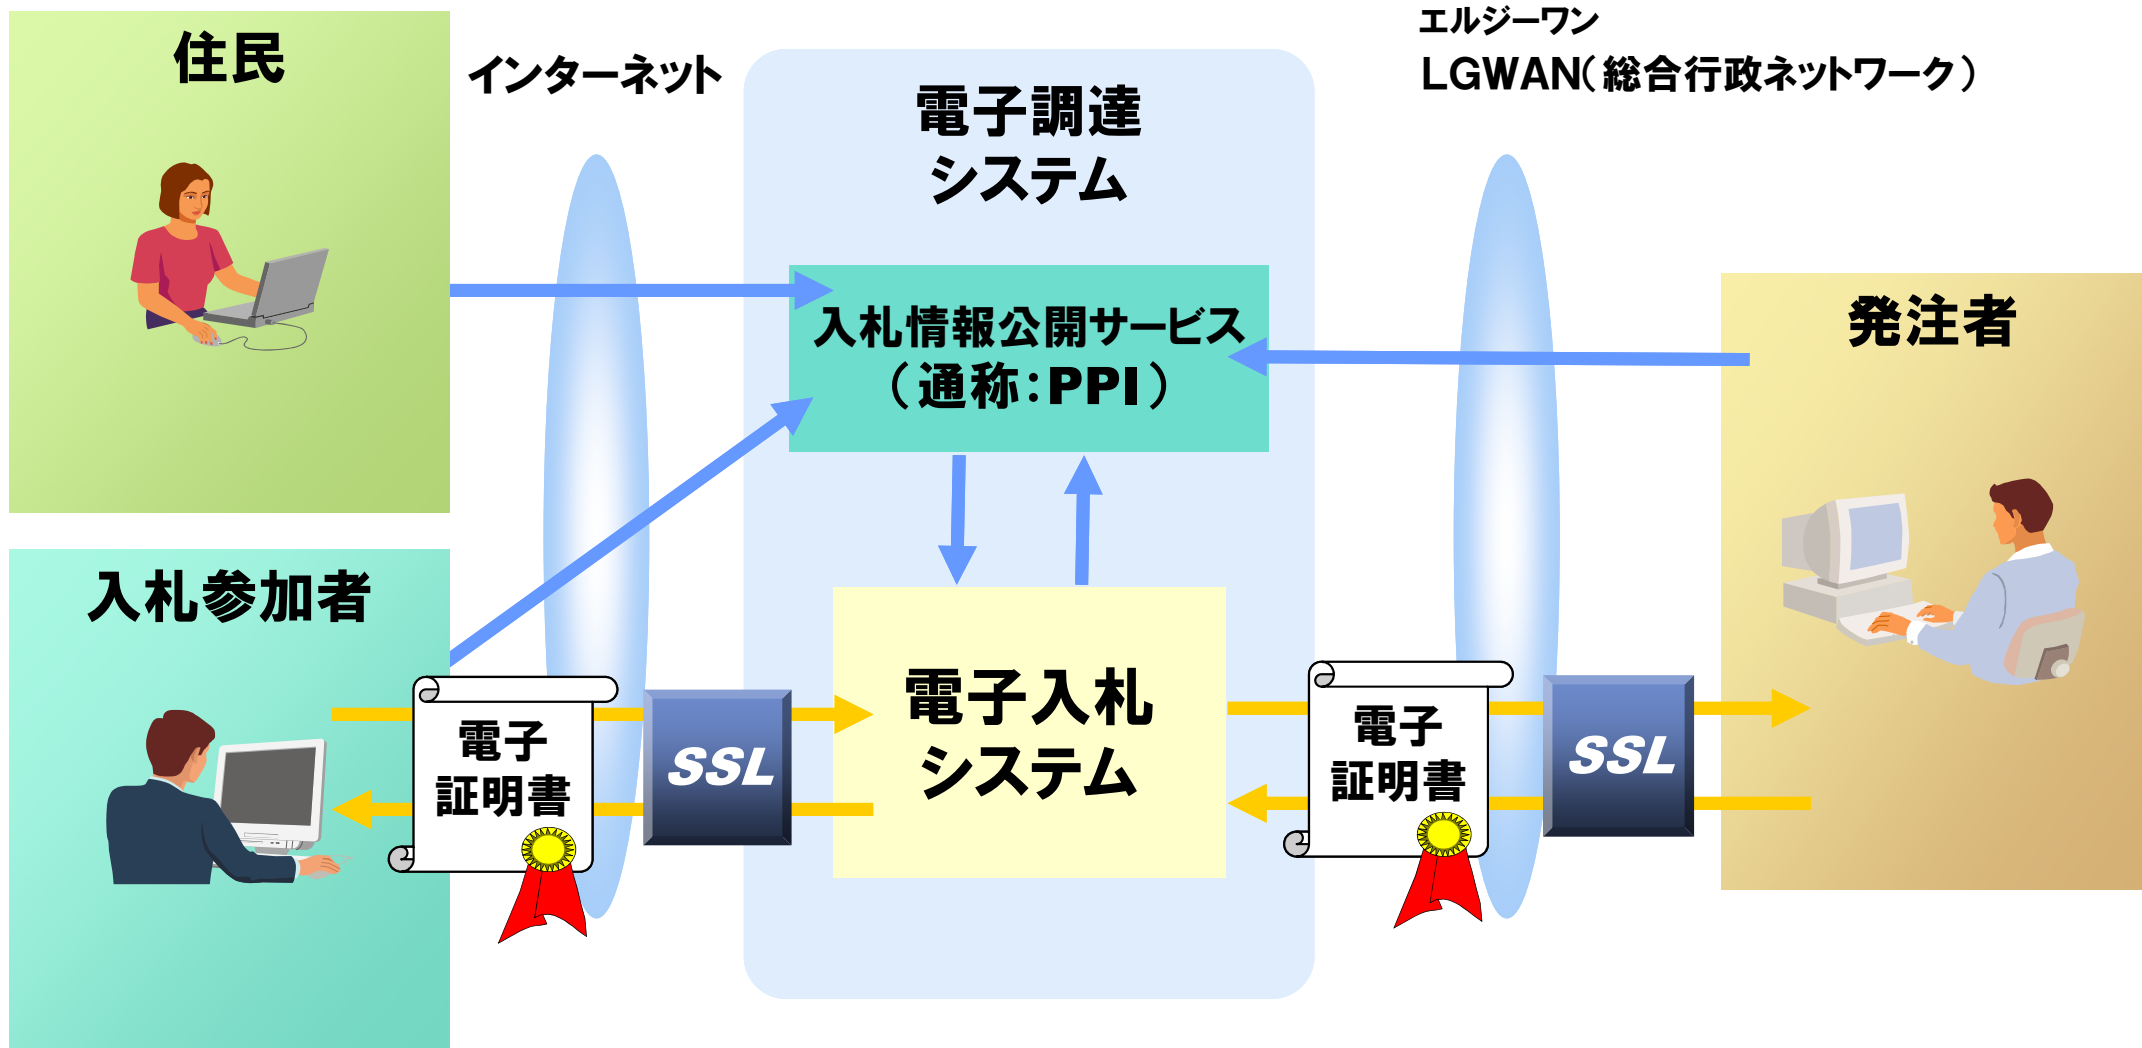 住民
インターネット
エルジーワン
LGWAN(総合行政ネットワーク)
電子調達
システム
入札情報公開サービス
(通称:PPI)
発注者
入札参加者
電子
証明書
SSL
電子入札
システム
電子
証明書
SSL